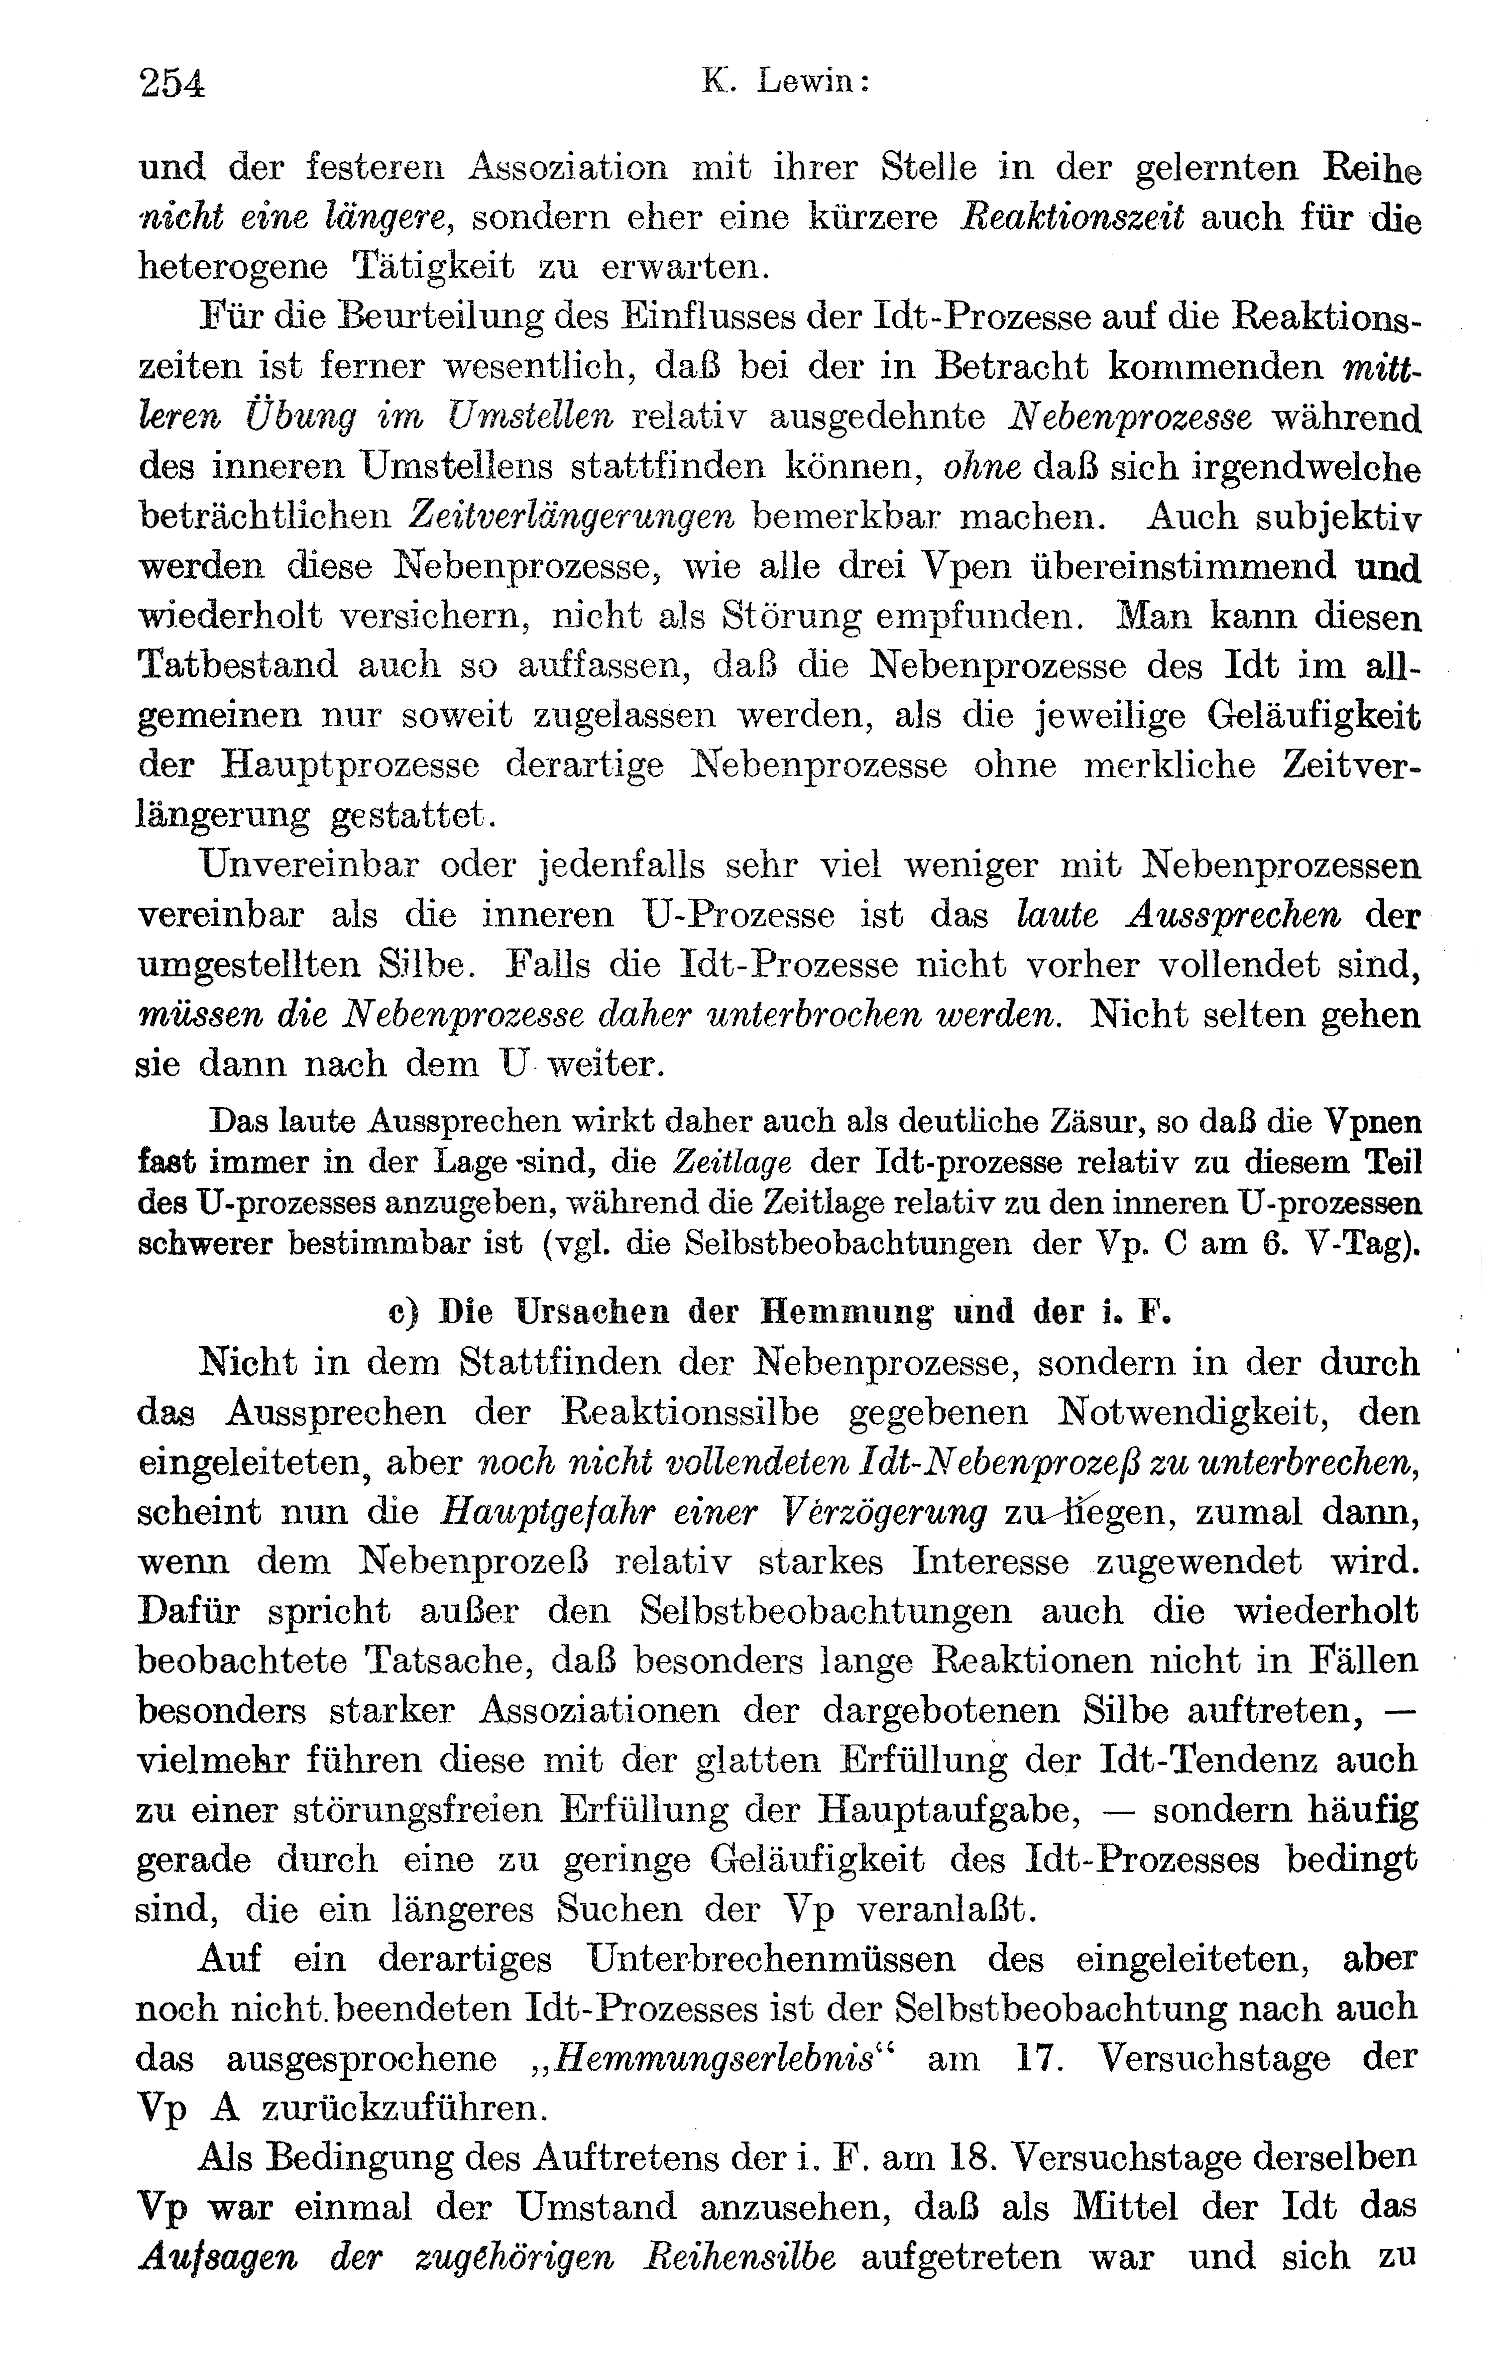 254 K. Lewin:
und der festeren Assoziation mit ihrer Stelle in der gelernten Reihe
nicht eine längere, sondern eher eine kürzere Reaktionszeit auch für die
heterogene Tätigkeit zu erwarten.
Für die Beurteilung des Einflusses der Idt-Prozesse auf die Reaktions-
zeiten ist ferner wesentlich, daß bei der in Betracht kommenden mitt-
leren Übung im Umstellen relativ ausgedehnte Nebenprozesse während
des inneren Umstellens stattfinden können, ohne daß sich irgendwelche
beträchtlichen Zeitverlängerungen bemerkbar machen. Auch subjektiv
werden diese Nebenprozesse, wie alle drei Vpen übereinstimmend und
wiederholt versichern, nicht als Störung empfunden. Man kann diesen
Tatbestand auch so auffassen, daß die Nebenprozesse des Idt im all-
gemeinen nur soweit zugelassen werden, als die jeweilige Geläufigkeit
der Hauptprozesse derartige Nebenprozesse ohne merkliche Zeitver-
längerung gestattet.
Unvereinbar oder jedenfalls sehr viel weniger mit Nebenprozessen
vereinbar als die inneren U-Prozesse ist das laute Aussprechen der
umgestellten Silbe. Falls die Idt-Prozesse nicht vorher vollendet sind,
müssen die Nebenprozesse daher unterbrochen werden. Nicht selten gehen
sie dann nach dem U weiter.
Das laute Aussprechen wirkt daher auch als deutliche Zäsur, so daß die Vpnen
fast immer in der Lage sind, die Zeitlage der Idt-prozesse relativ zu diesem Teil
des U-prozesses anzugeben, während die Zeitlage relativ zu den inneren U-prozessen
schwerer bestimmbar ist (vgl. die Selbstbeobachtungen der Vp. C am 6. V-Tag).
c) Die Ursachen der Hemmung und der i. F.
Nicht in dem Stattfinden der Nebenprozesse, sondern in der durch
das Aussprechen der Reaktionssilbe gegebenen Notwendigkeit, den
eingeleiteten, aber noch nicht vollendeten Idt-Nebenprozeß zu unterbrechen,
scheint nun die Hauptgefahr einer Verzögerung zu liegen, zumal dann,
wenn dem Nebenprozeß relativ starkes Interesse zugewendet wird.
Dafür spricht außer den Selbstbeobachtungen auch die wiederholt
beobachtete Tatsache, daß besonders lange Reaktionen nicht in Fällen
besonders starker Assoziationen der dargebotenen Silbe auftreten, —
vielmehr führen diese mit der glatten Erfüllung der Idt-Tendenz auch
zu einer störungsfreien Erfüllung der Hauptaufgabe, — sondern häufig
gerade durch eine zu geringe Geläufigkeit des Idt-Prozesses bedingt
sind, die ein längeres Suchen der Vp veranlaßt.
Auf ein derartiges Unterbrechenmüssen des eingeleiteten, aber
noch nicht beendeten Idt-Prozesses ist der Selbstbeobachtung nach auch
das ausgesprochene „Hemmungserlebnis“ am 17. Versuchstage der
Vp A zurückzuführen.
Als Bedingung des Auftretens der i. F. am 18. Versuchstage derselben
Vp war einmal der Umstand anzusehen, daß als Mittel der Idt das
Aufsagen der zugehörigen Reihensilbe aufgetreten war und sich zu